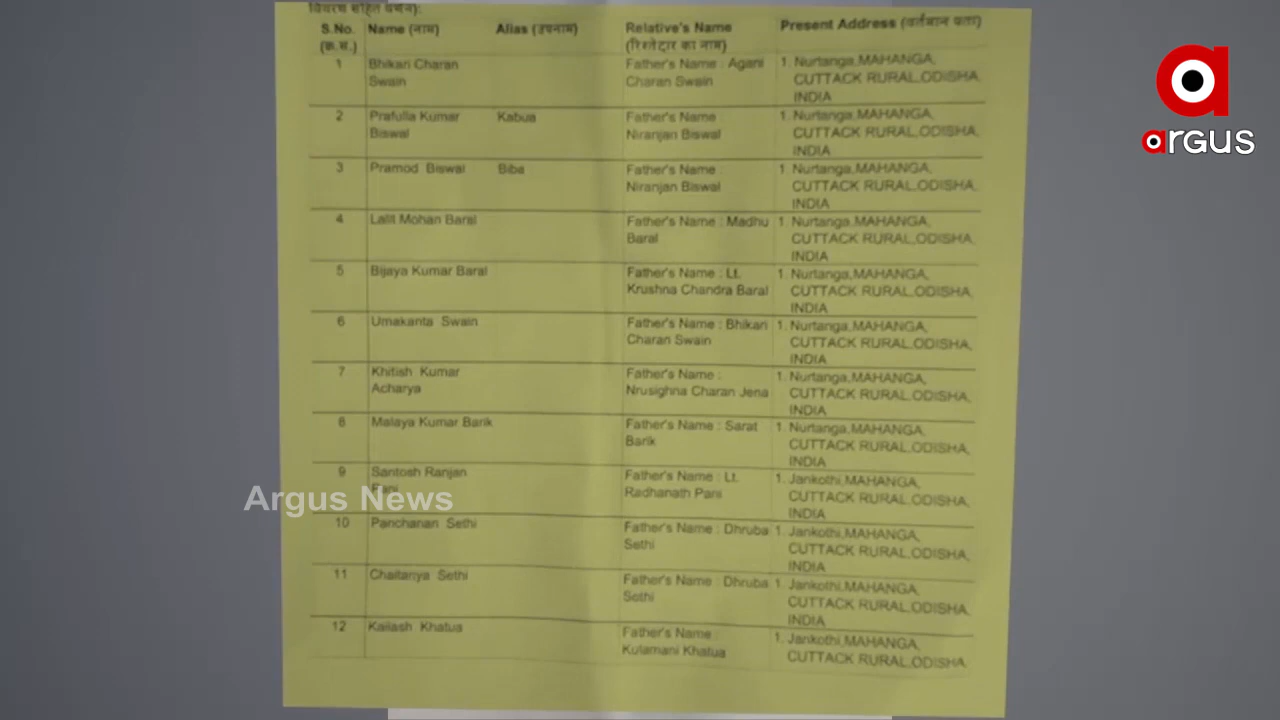 विवरण सहित वर्णन):
S.No. Name (नाम) Alias (उपनाम) Relative's Name Present Address (वर्तमान पता)
(क्र.सं.) (रिश्तेदार का नाम)
1 Bhikari Charan Father's Name : Agani 1. Nurtanga,MAHANGA,
Swain Charan Swain CUTTACK RURAL,ODISHA,
INDIA
2 Prafulla Kumar Kabua Father's Name 1. Nurtanga,MAHANGA,
Biswal Niranjan Biswal CUTTACK RURAL,ODISHA,
INDIA
3 Pramod Biswal Biba Father's Name : 1. Nurtanga,MAHANGA,
Niranjan Biswal CUTTACK RURAL,ODISHA,
INDIA
4 Lalit Mohan Baral Father's Name : Madhu 1. Nurtanga,MAHANGA,
Baral CUTTACK RURAL,ODISHA,
INDIA
5 Bijaya Kumar Baral Father's Name : Lt. 1. Nurtanga,MAHANGA,
Krushna Chandra Baral CUTTACK RURAL,ODISHA,
INDIA
6 Umakanta Swain Father's Name : Bhikari 1. Nurtanga,MAHANGA,
Charan Swain CUTTACK RURAL,ODISHA,
INDIA
7 Khitish Kumar Father's Name : 1. Nurtanga,MAHANGA,
Acharya Nrusighna Charan Jena CUTTACK RURAL,ODISHA,
INDIA
8 Malaya Kumar Barik Father's Name : Sarat 1. Nurtanga,MAHANGA,
Barik CUTTACK RURAL,ODISHA,
INDIA
9 Santosh Ranjan Father's Name : Lt. 1. Jankothi,MAHANGA,
Pani Radhanath Pani CUTTACK RURAL,ODISHA,
INDIA
10 Panchanan Sethi Father's Name : Dhruba 1. Jankothi,MAHANGA,
Sethi CUTTACK RURAL,ODISHA,
INDIA
11 Chaitanya Sethi Father's Name : Dhruba 1. Jankothi,MAHANGA,
Sethi CUTTACK RURAL,ODISHA,
INDIA
12 Kailash Khatua Father's Name : 1. Jankothi,MAHANGA,
Kulamani Khatua CUTTACK RURAL,ODISHA,
argus
Argus News